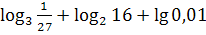 log₃ 1/27 + log₂ 16 + lg 0,01